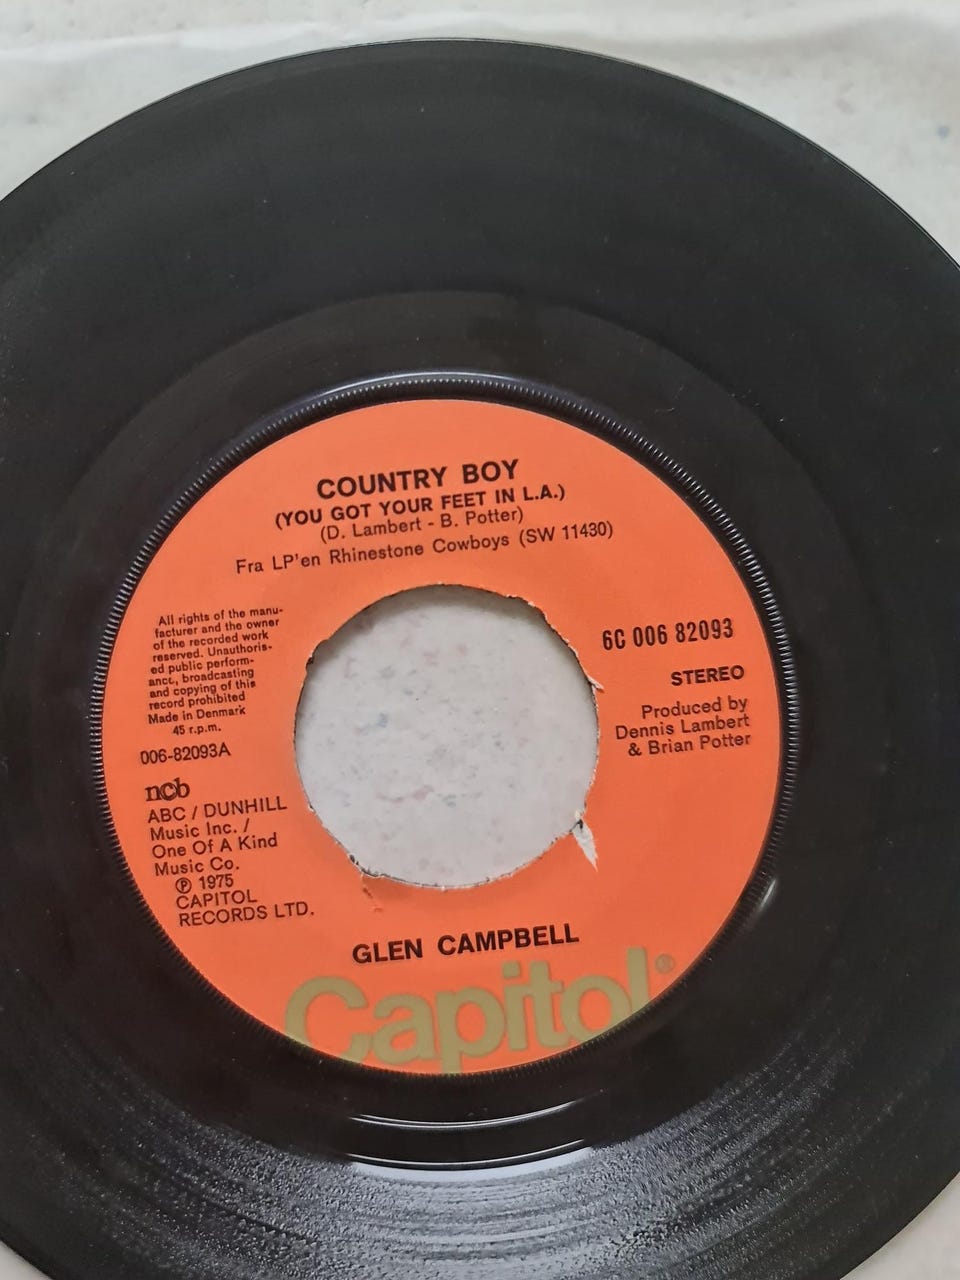 COUNTRY BOY
(YOU GOT YOUR FEET IN L.A.)
(D. Lambert - B. Potter)
Fra LP'en Rhinestone Cowboys (SW 11430)
All rights of the manu-
facturer and the owner
of the recorded work
reserved. Unauthoris-
ed public perform-
ance, broadcasting
and copying of this
record prohibited
Made in Denmark
45 r.p.m.
006-82093A
ncb
ABC / DUNHILL
Music Inc. /
One Of A Kind
Music Co.
℗ 1975
CAPITOL
RECORDS LTD.
6C 006 82093
STEREO
Produced by
Dennis Lambert
& Brian Potter
GLEN CAMPBELL
Capitol®